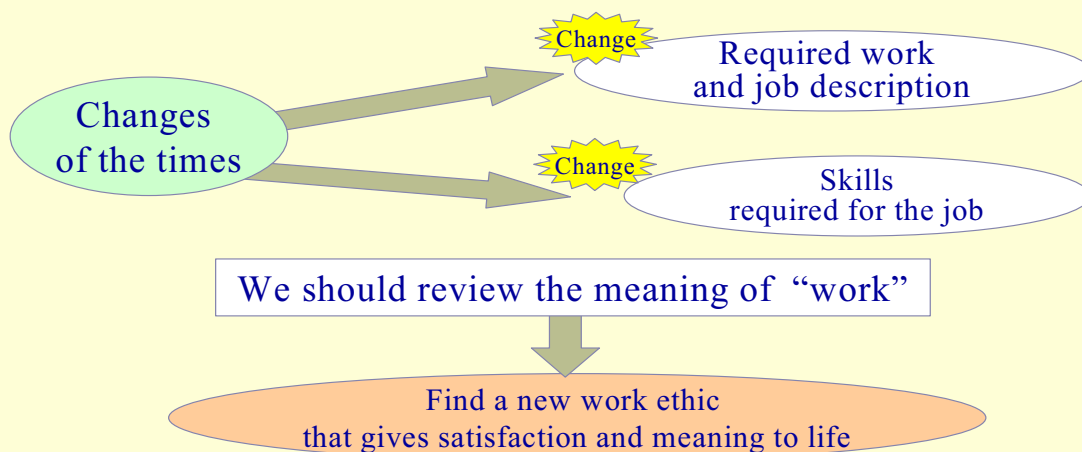 Change
Required work
and job description
Changes
of the times
Change
Skills
required for the job
We should review the meaning of “work”
Find a new work ethic
that gives satisfaction and meaning to life